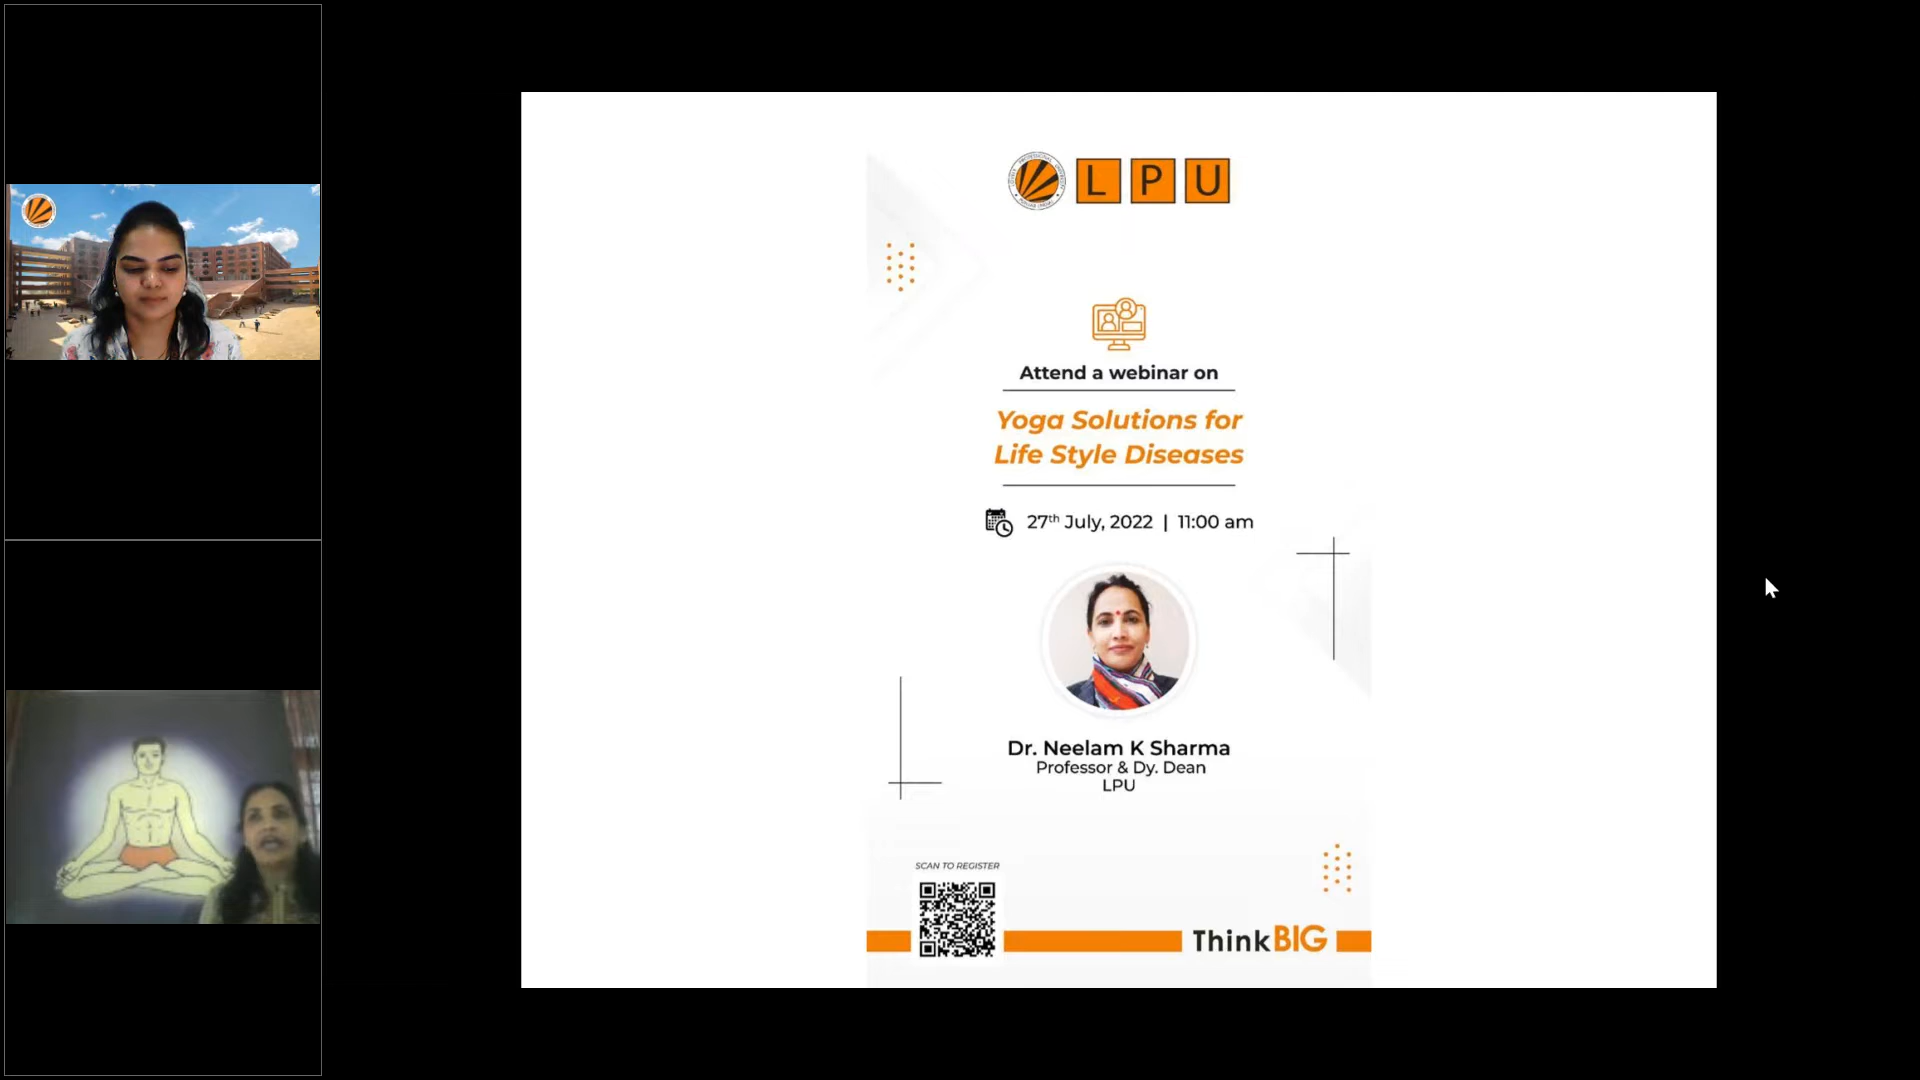 L P U
Attend a webinar on
Yoga Solutions for
Life Style Diseases
27th July, 2022 | 11:00 am
Dr. Neelam K Sharma
Professor & Dy. Dean
LPU
SCAN TO REGISTER
ThinkBIG